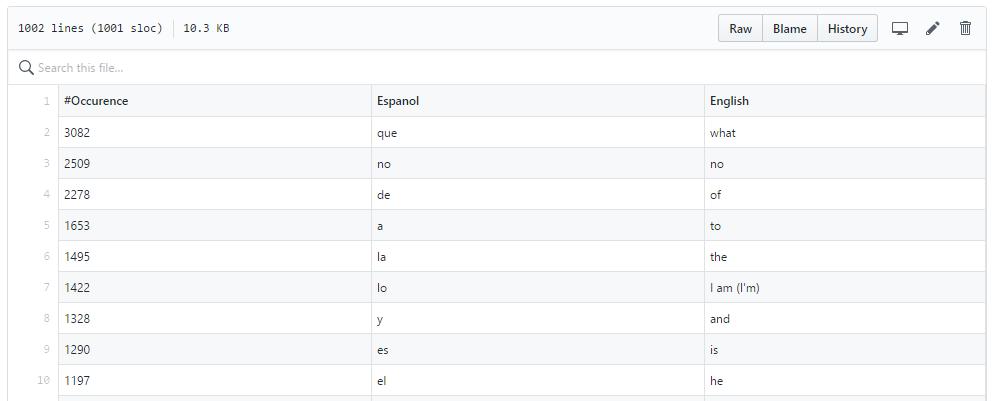 1002 lines (1001 sloc) 10.3 KB Raw Blame History
Search this file...
1 #Occurence Espanol English
2 3082 que what
3 2509 no no
4 2278 de of
5 1653 a to
6 1495 la the
7 1422 lo I am (I'm)
8 1328 y and
9 1290 es is
10 1197 el he